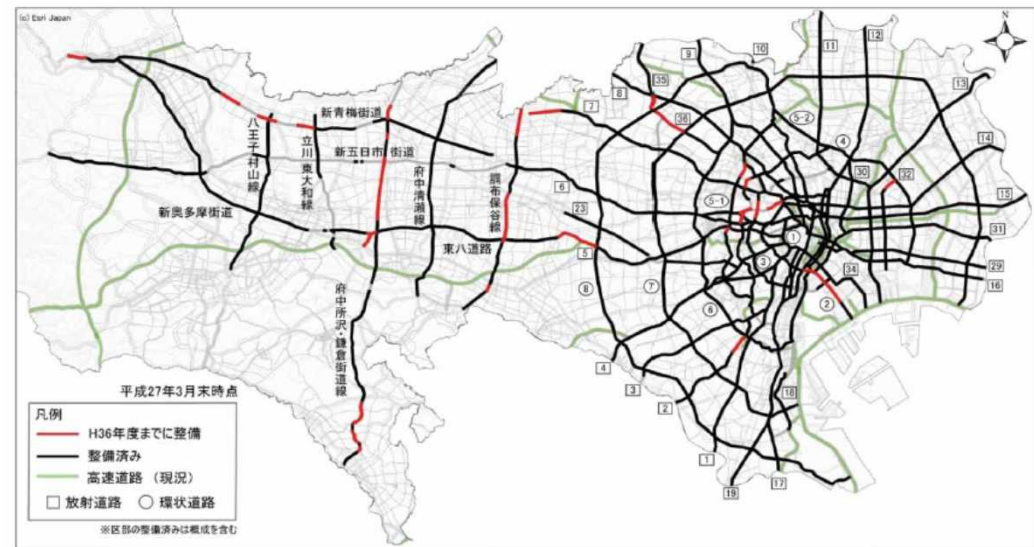 (c) Esri Japan
N
新青梅街道
八王子村山線
立川東大和線
新五日市街道
府中清瀬線
調布保谷線
新奥多摩街道
東八道路
府中所沢・鎌倉街道線
9
10
11
12
35
8
7
36
13
5-2
4
14
30
32
6
5-1
15
23
31
1
5
3
29
34
16
8
7
2
6
4
3
18
2
1
19
17
平成27年3月末時点
凡例
H36年度までに整備
整備済み
高速道路 (現況)
放射道路 環状道路
※区部の整備済みは概成を含む